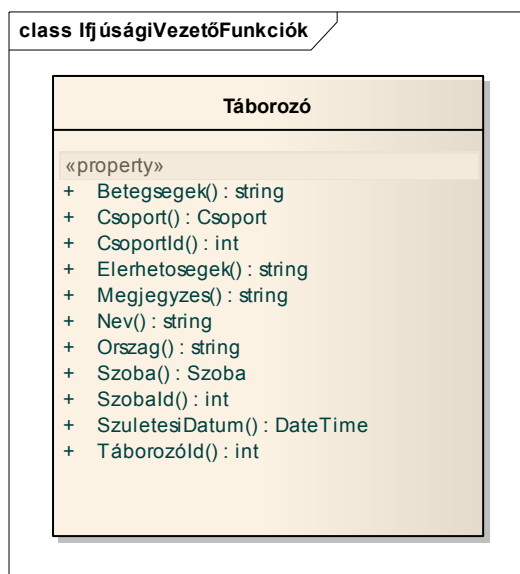 class IfjúságiVezetőFunkciók
Táborozó
«property»
+ Betegsegek() : string
+ Csoport() : Csoport
+ CsoportId() : int
+ Elerhetosegek() : string
+ Megjegyzes() : string
+ Nev() : string
+ Orszag() : string
+ Szoba() : Szoba
+ SzobaId() : int
+ SzuletesiDatum() : DateTime
+ TáborozóId() : int